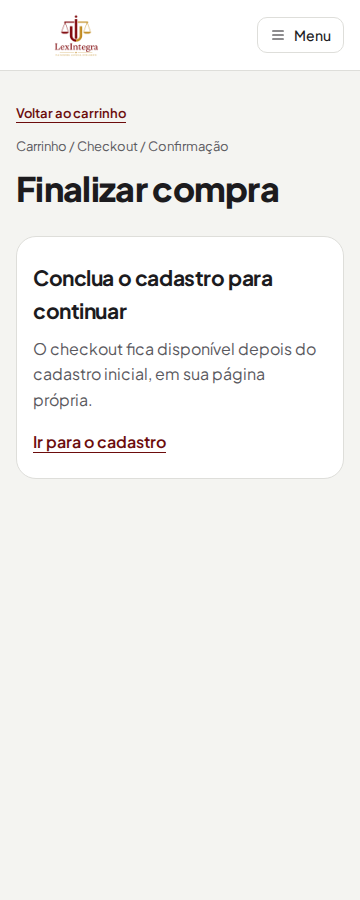 LexIntegra
Menu
Voltar ao carrinho
Carrinho / Checkout / Confirmação
Finalizar compra
Conclua o cadastro para
continuar
O checkout fica disponível depois do
cadastro inicial, em sua página
própria.
Ir para o cadastro